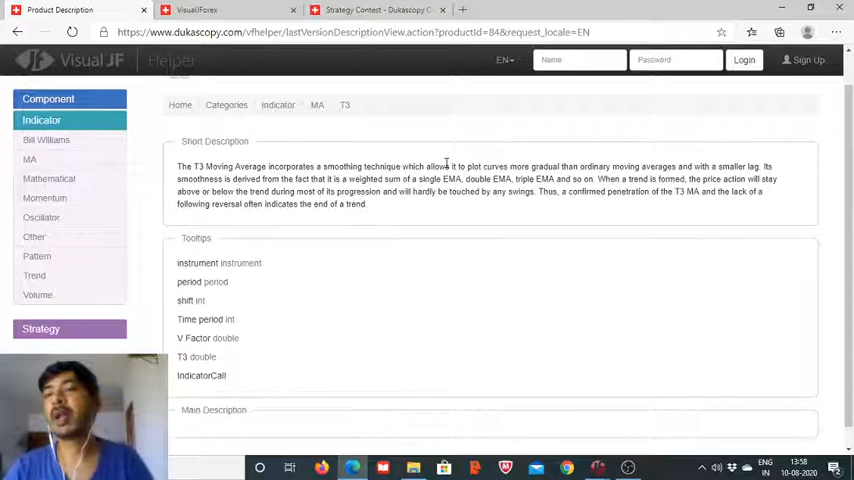 Product Description
VisualJForex
Strategy Contest - Dukascopy C
https://www.dukascopy.com/vfhelper/lastVersionDescriptionView.action?productId=84&request_locale=EN
Visual JF
Helper
EN
Name
Password
Login
Sign Up
Component
Indicator
Bill Williams
MA
Mathematical
Momentum
Oscillator
Other
Pattern
Trend
Volume
Strategy
Home Categories Indicator MA T3
Short Description
The T3 Moving Average incorporates a smoothing technique which allows it to plot curves more gradual than ordinary moving averages and with a smaller lag. Its
smoothness is derived from the fact that it is a weighted sum of a single EMA, double EMA, triple EMA and so on. When a trend is formed, the price action will stay
above or below the trend during most of its progression and will hardly be touched by any swings. Thus, a confirmed penetration of the T3 MA and the lack of a
following reversal often indicates the end of a trend.
Tooltips
instrument instrument
period period
shift int
Time period int
V Factor double
T3 double
IndicatorCall
Main Description
ENG
IN
13:58
10-08-2020
2